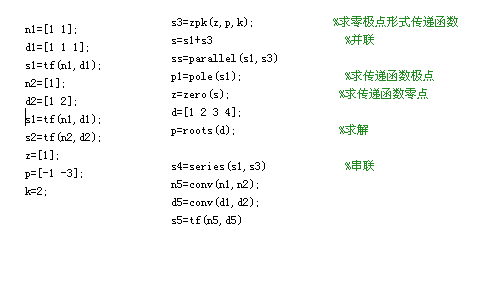 n1=[1 1];
d1=[1 1 1];
s1=tf(n1,d1);
n2=[1];
d2=[1 2];
s1=tf(n1,d1);
s2=tf(n2,d2);
z=[1];
p=[-1 -3];
k=2;
s3=zpk(z,p,k); %求零极点形式传递函数
s=s1+s3 %并联
ss=parallel(s1,s3)
p1=pole(s1); %求传递函数极点
z=zero(s); %求传递函数零点
d=[1 2 3 4];
p=roots(d); %求解
s4=series(s1,s3) %串联
n5=conv(n1,n2);
d5=conv(d1,d2);
s5=tf(n5,d5)